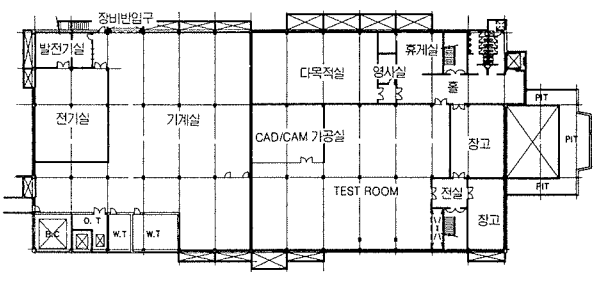 장비반입구
발전기실
휴게실
다목적실
영사실
홀
PIT
전기실
기계실
CAD/CAM 가공실
창고
PIT
TEST ROOM
전실
PIT
창고
D.T
W.T
W.T